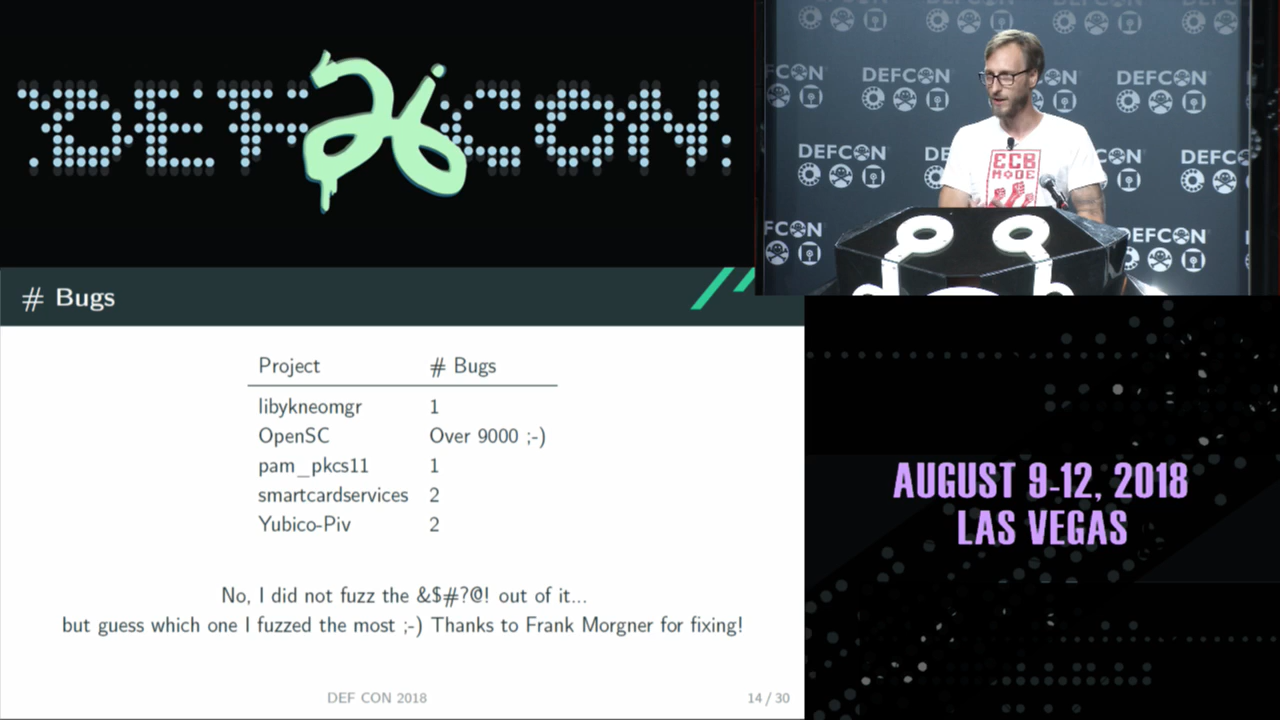 DEF CON
26
DEFCON
DEFCON
DEFCON
DEFCON
DEFCON
ECB
MODE
# Bugs
Project # Bugs
libykneomgr 1
OpenSC Over 9000 ;-)
pam_pkcs11 1
smartcardservices 2
Yubico-Piv 2
No, I did not fuzz the &$#?@! out of it...
but guess which one I fuzzed the most ;-) Thanks to Frank Morgner for fixing!
DEF CON 2018
14 / 30
AUGUST 9-12, 2018
LAS VEGAS